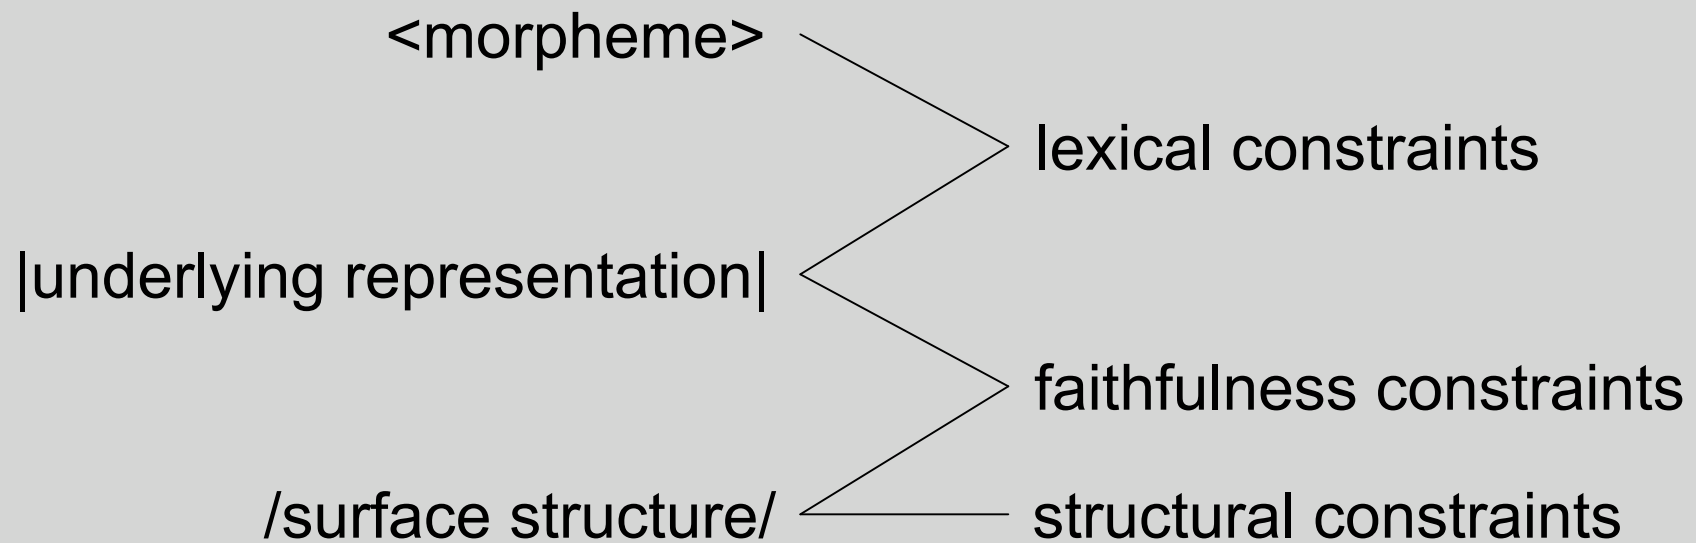 <morpheme>
lexical constraints
|underlying representation|
faithfulness constraints
/surface structure/ structural constraints